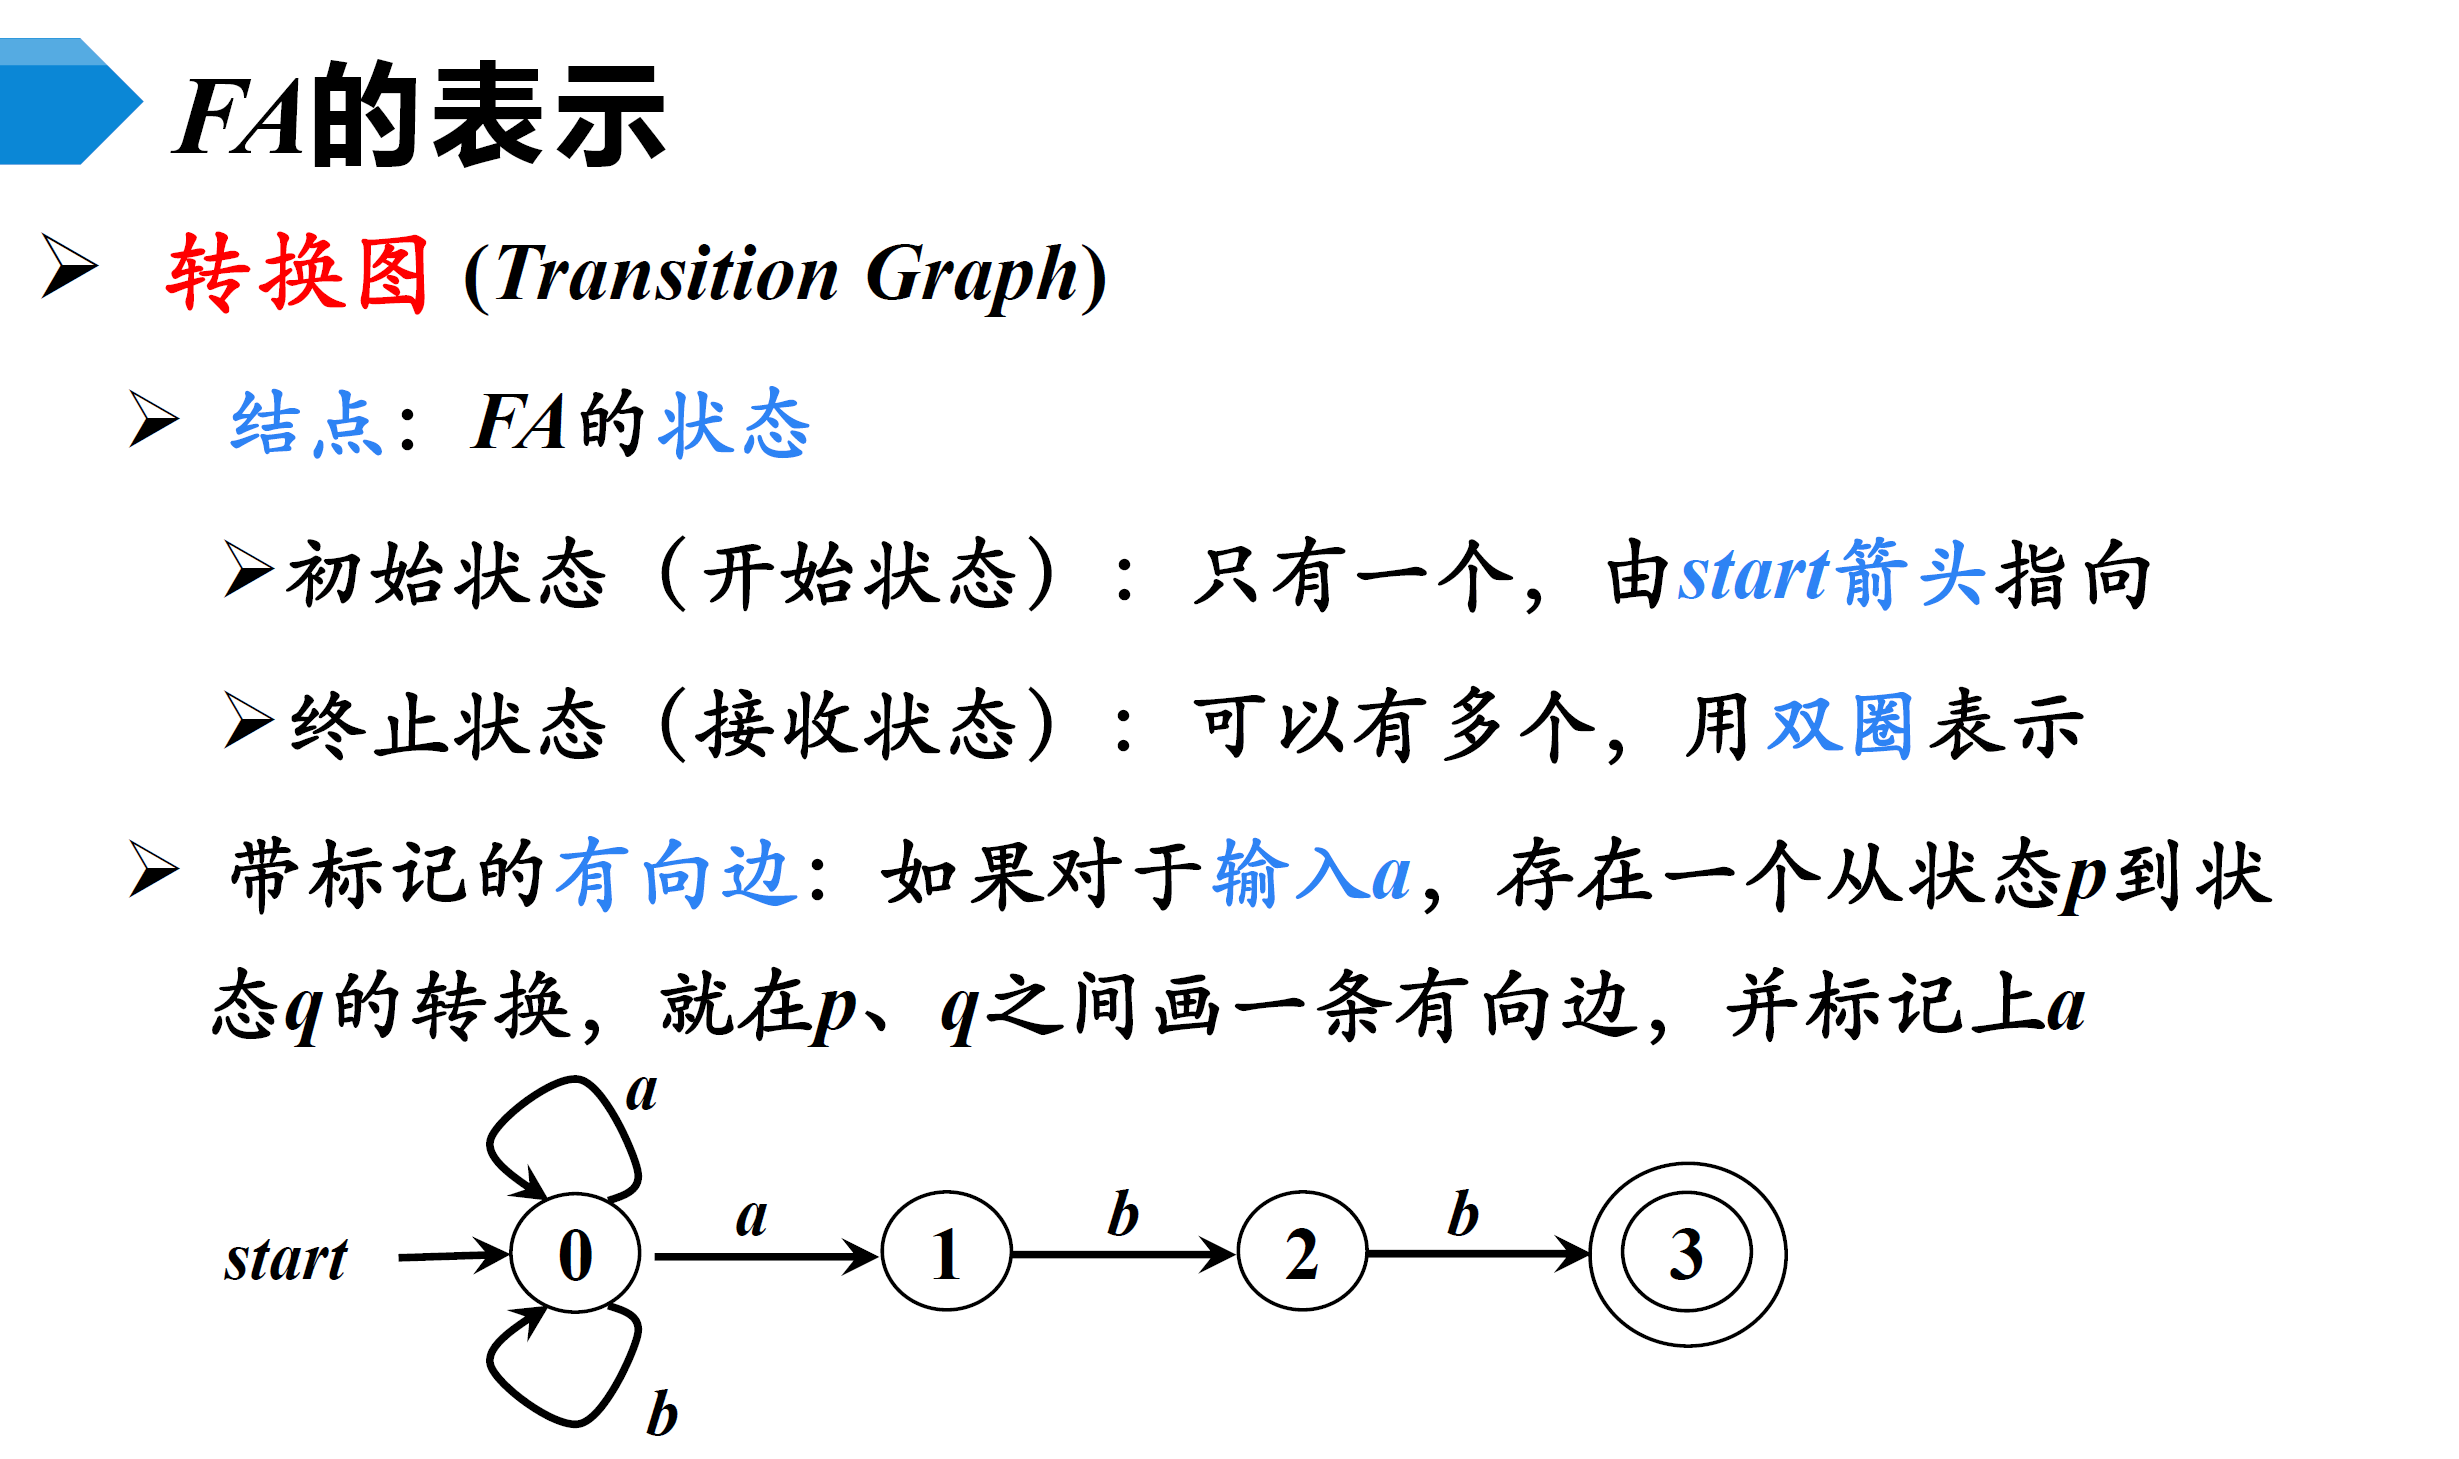 FA的表示
转换图 (Transition Graph)
结点：FA的状态
初始状态（开始状态）：只有一个，由start箭头指向
终止状态（接收状态）：可以有多个，用双圈表示
带标记的有向边：如果对于输入a，存在一个从状态p到状
态q的转换，就在p、q之间画一条有向边，并标记上a
a
start 0 a 1 b 2 b 3
b